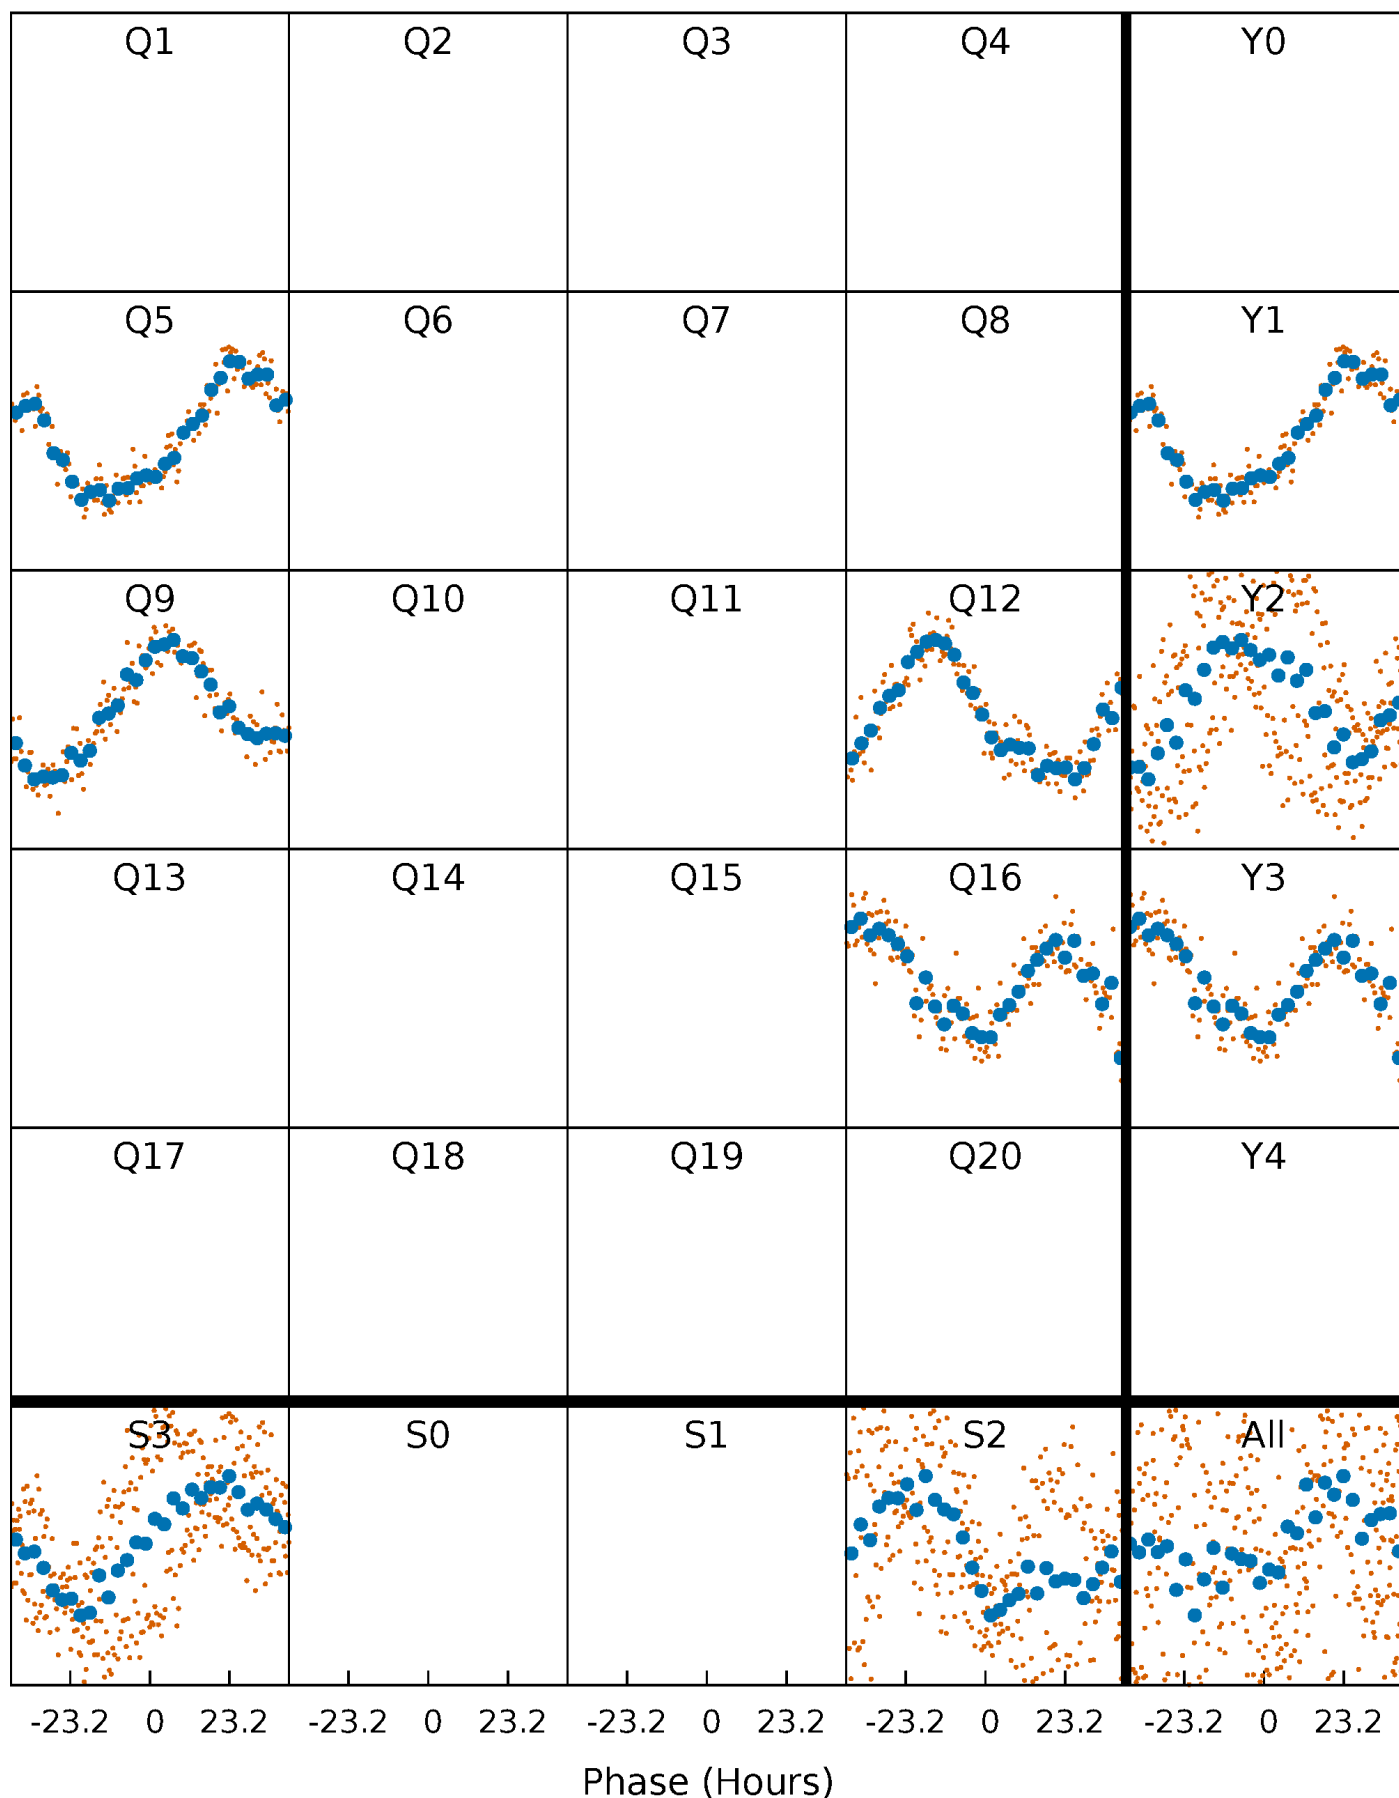 Q1 Q2 Q3 Q4 Y0
Q5 Q6 Q7 Q8 Y1
Q9 Q10 Q11 Q12 Y2
Q13 Q14 Q15 Q16 Y3
Q17 Q18 Q19 Q20 Y4
S3 S0 S1 S2 All
-23.2 0 23.2 -23.2 0 23.2 -23.2 0 23.2 -23.2 0 23.2 -23.2 0 23.2
Phase (Hours)